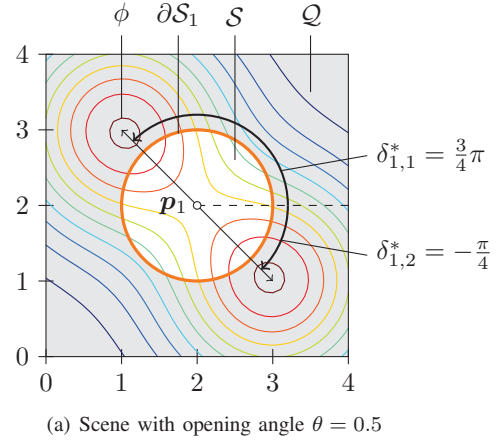 ϕ ∂𝒮₁ 𝒮 𝒬
4
3
2
1
0
0 1 2 3 4
𝒑₁
δ*₁,₁ = ¾π
δ*₁,₂ = −π/4
(a) Scene with opening angle θ = 0.5